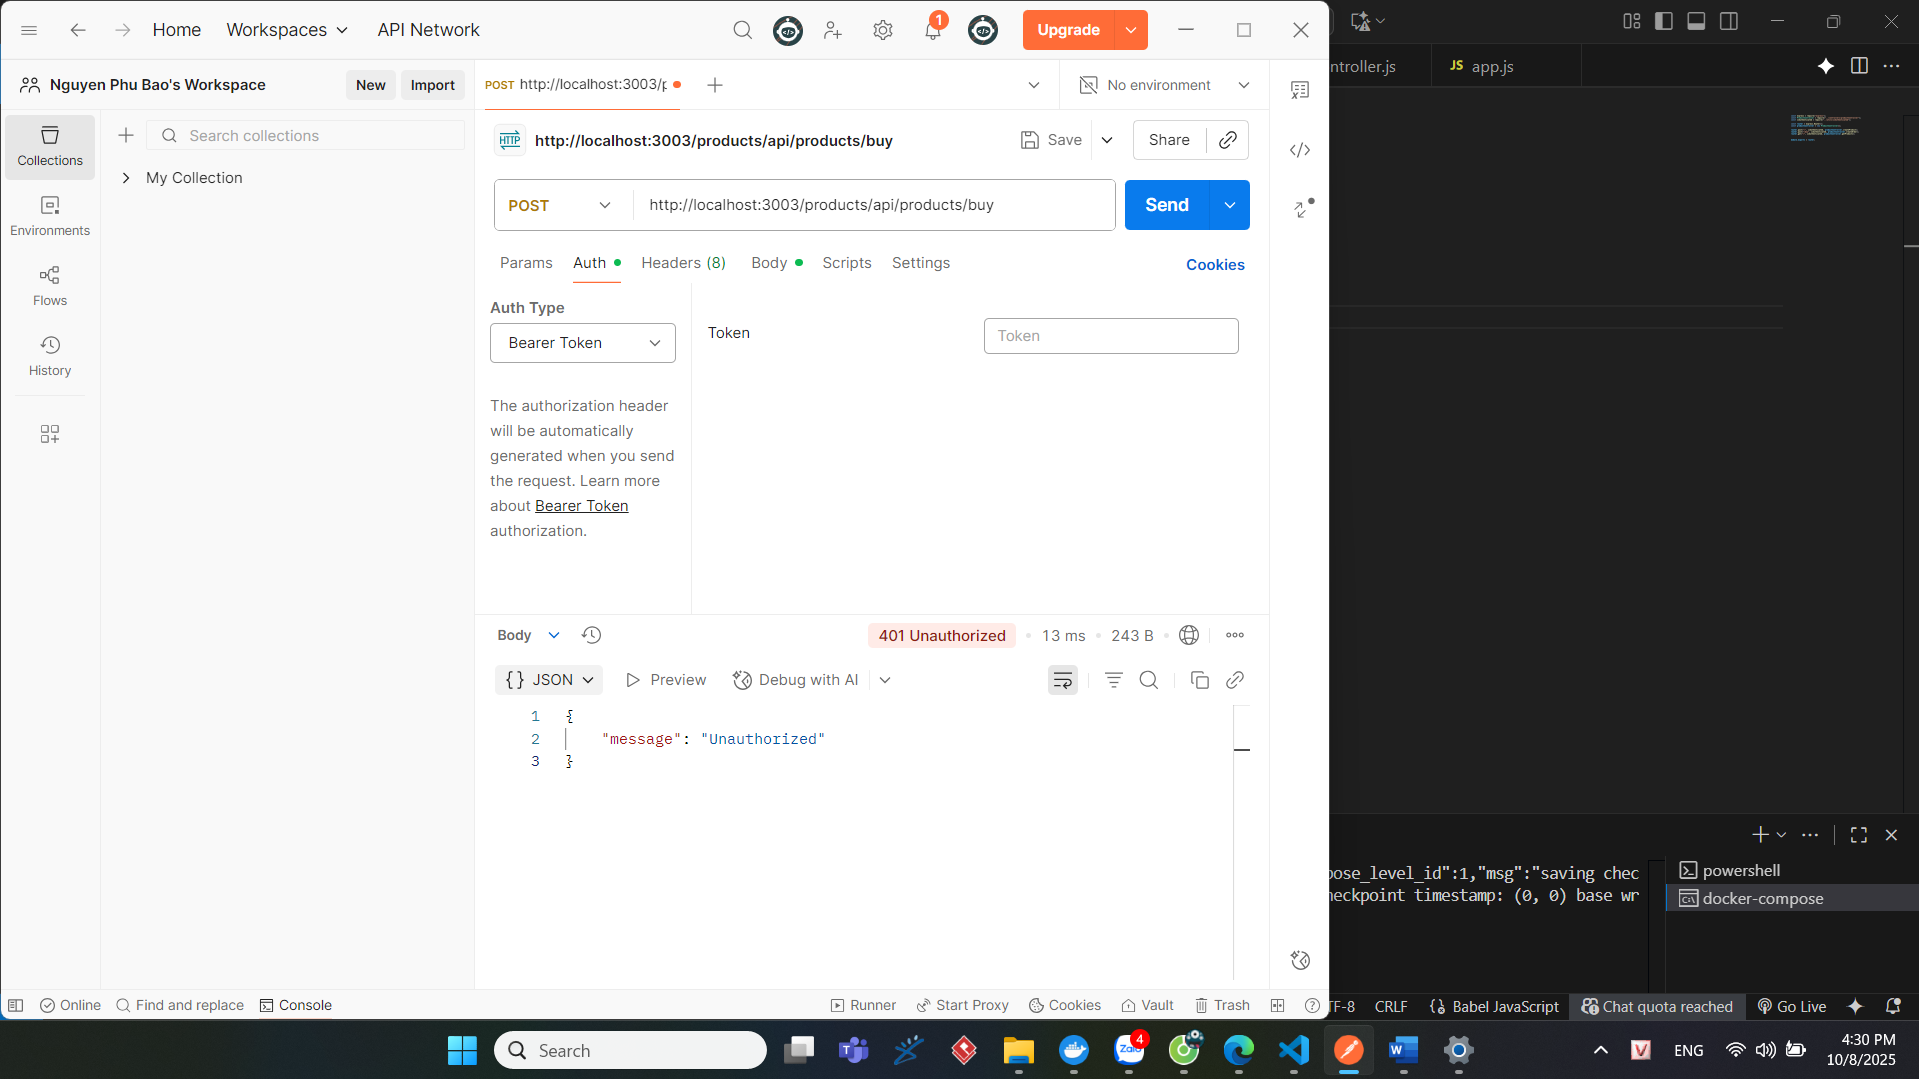 Home
Workspaces
API Network
1
Upgrade
Nguyen Phu Bao's Workspace
New
Import
POST http://localhost:3003/p
No environment
ntroller.js
JS app.js
Collections
Search collections
HTTP
http://localhost:3003/products/api/products/buy
Save
Share
My Collection
POST
http://localhost:3003/products/api/products/buy
Send
Environments
Params
Auth
Headers (8)
Body
Scripts
Settings
Cookies
Flows
Auth Type
Token
Token
Bearer Token
History
The authorization header
will be automatically
generated when you send
the request. Learn more
about Bearer Token
authorization.
Body
401 Unauthorized
13 ms
243 B
{} JSON
Preview
Debug with AI
1 {
2 "message": "Unauthorized"
3 }
pose_level_id":1,"msg":"saving chec
heckpoint timestamp: (0, 0) base wr
powershell
docker-compose
Online
Find and replace
Console
Runner
Start Proxy
Cookies
Vault
Trash
TF-8
CRLF
{} Babel JavaScript
Chat quota reached
Go Live
Search
Zalo
4
V
ENG
4:30 PM
10/8/2025